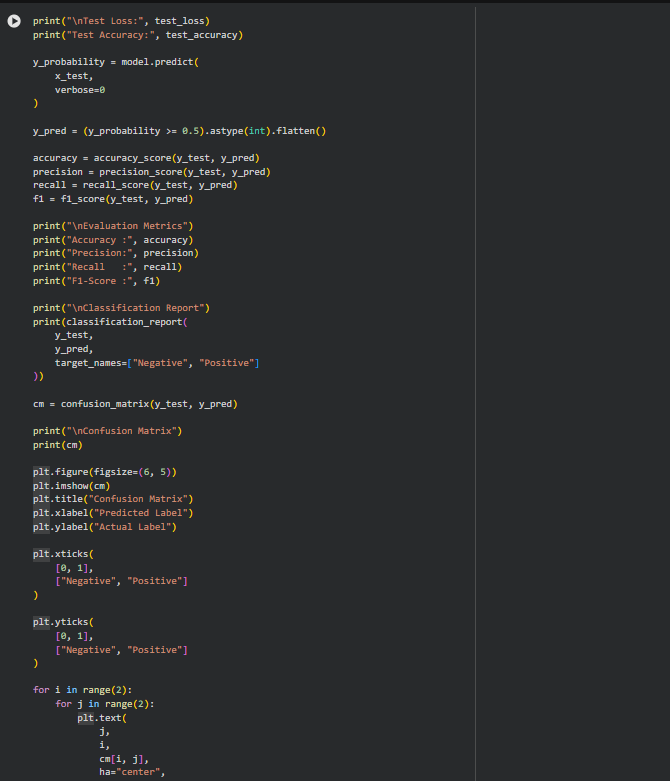 print("\nTest Loss:", test_loss)
print("Test Accuracy:", test_accuracy)

y_probability = model.predict(
    x_test,
    verbose=0
)

y_pred = (y_probability >= 0.5).astype(int).flatten()

accuracy = accuracy_score(y_test, y_pred)
precision = precision_score(y_test, y_pred)
recall = recall_score(y_test, y_pred)
f1 = f1_score(y_test, y_pred)

print("\nEvaluation Metrics")
print("Accuracy :", accuracy)
print("Precision:", precision)
print("Recall   :", recall)
print("F1-Score :", f1)

print("\nClassification Report")
print(classification_report(
    y_test,
    y_pred,
    target_names=["Negative", "Positive"]
))

cm = confusion_matrix(y_test, y_pred)

print("\nConfusion Matrix")
print(cm)

plt.figure(figsize=(6, 5))
plt.imshow(cm)
plt.title("Confusion Matrix")
plt.xlabel("Predicted Label")
plt.ylabel("Actual Label")

plt.xticks(
    [0, 1],
    ["Negative", "Positive"]
)

plt.yticks(
    [0, 1],
    ["Negative", "Positive"]
)

for i in range(2):
    for j in range(2):
        plt.text(
            j,
            i,
            cm[i, j],
            ha="center",